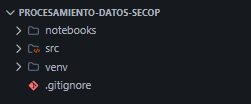 PROCESAMIENTO-DATOS-SECOP
notebooks
src
venv
.gitignore